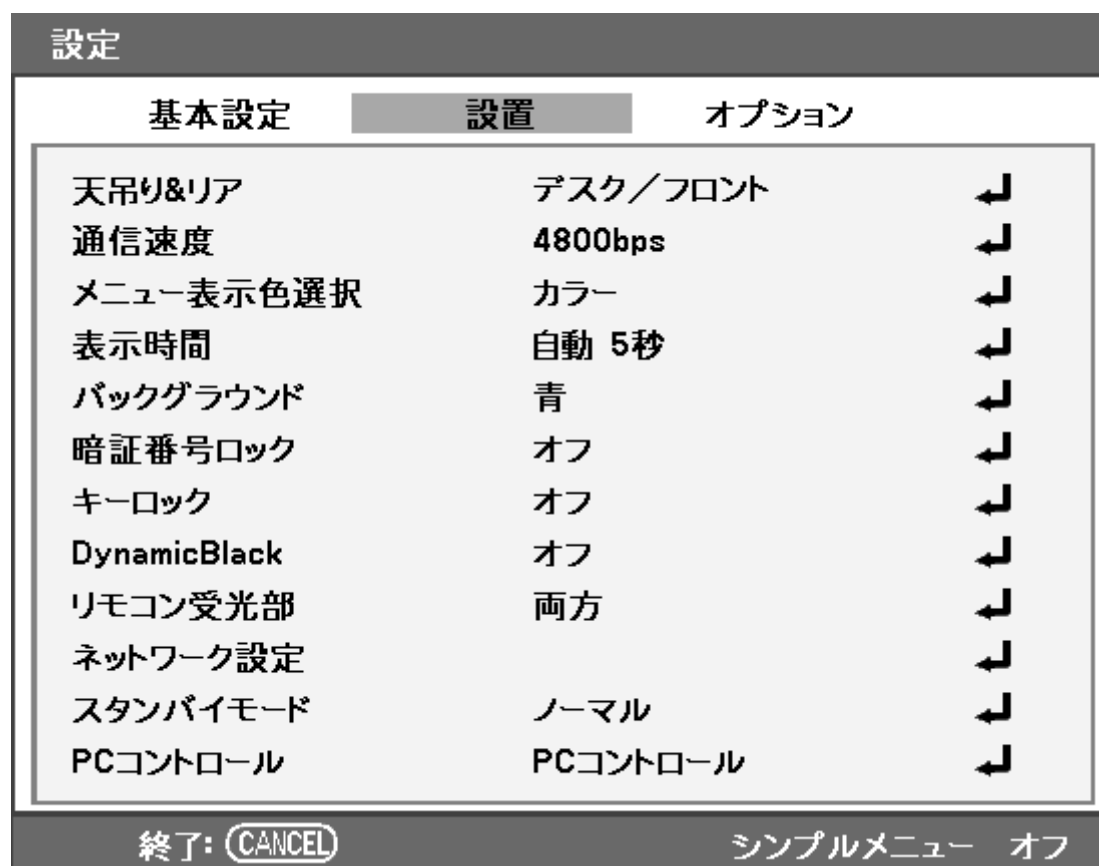 設定
基本設定 設置 オプション
天吊り&リア デスク／フロント
通信速度 4800bps
メニュー表示色選択 カラー
表示時間 自動 5秒
バックグラウンド 青
暗証番号ロック オフ
キーロック オフ
DynamicBlack オフ
リモコン受光部 両方
ネットワーク設定
スタンバイモード ノーマル
PCコントロール PCコントロール
終了: CANCEL シンプルメニュー オフ